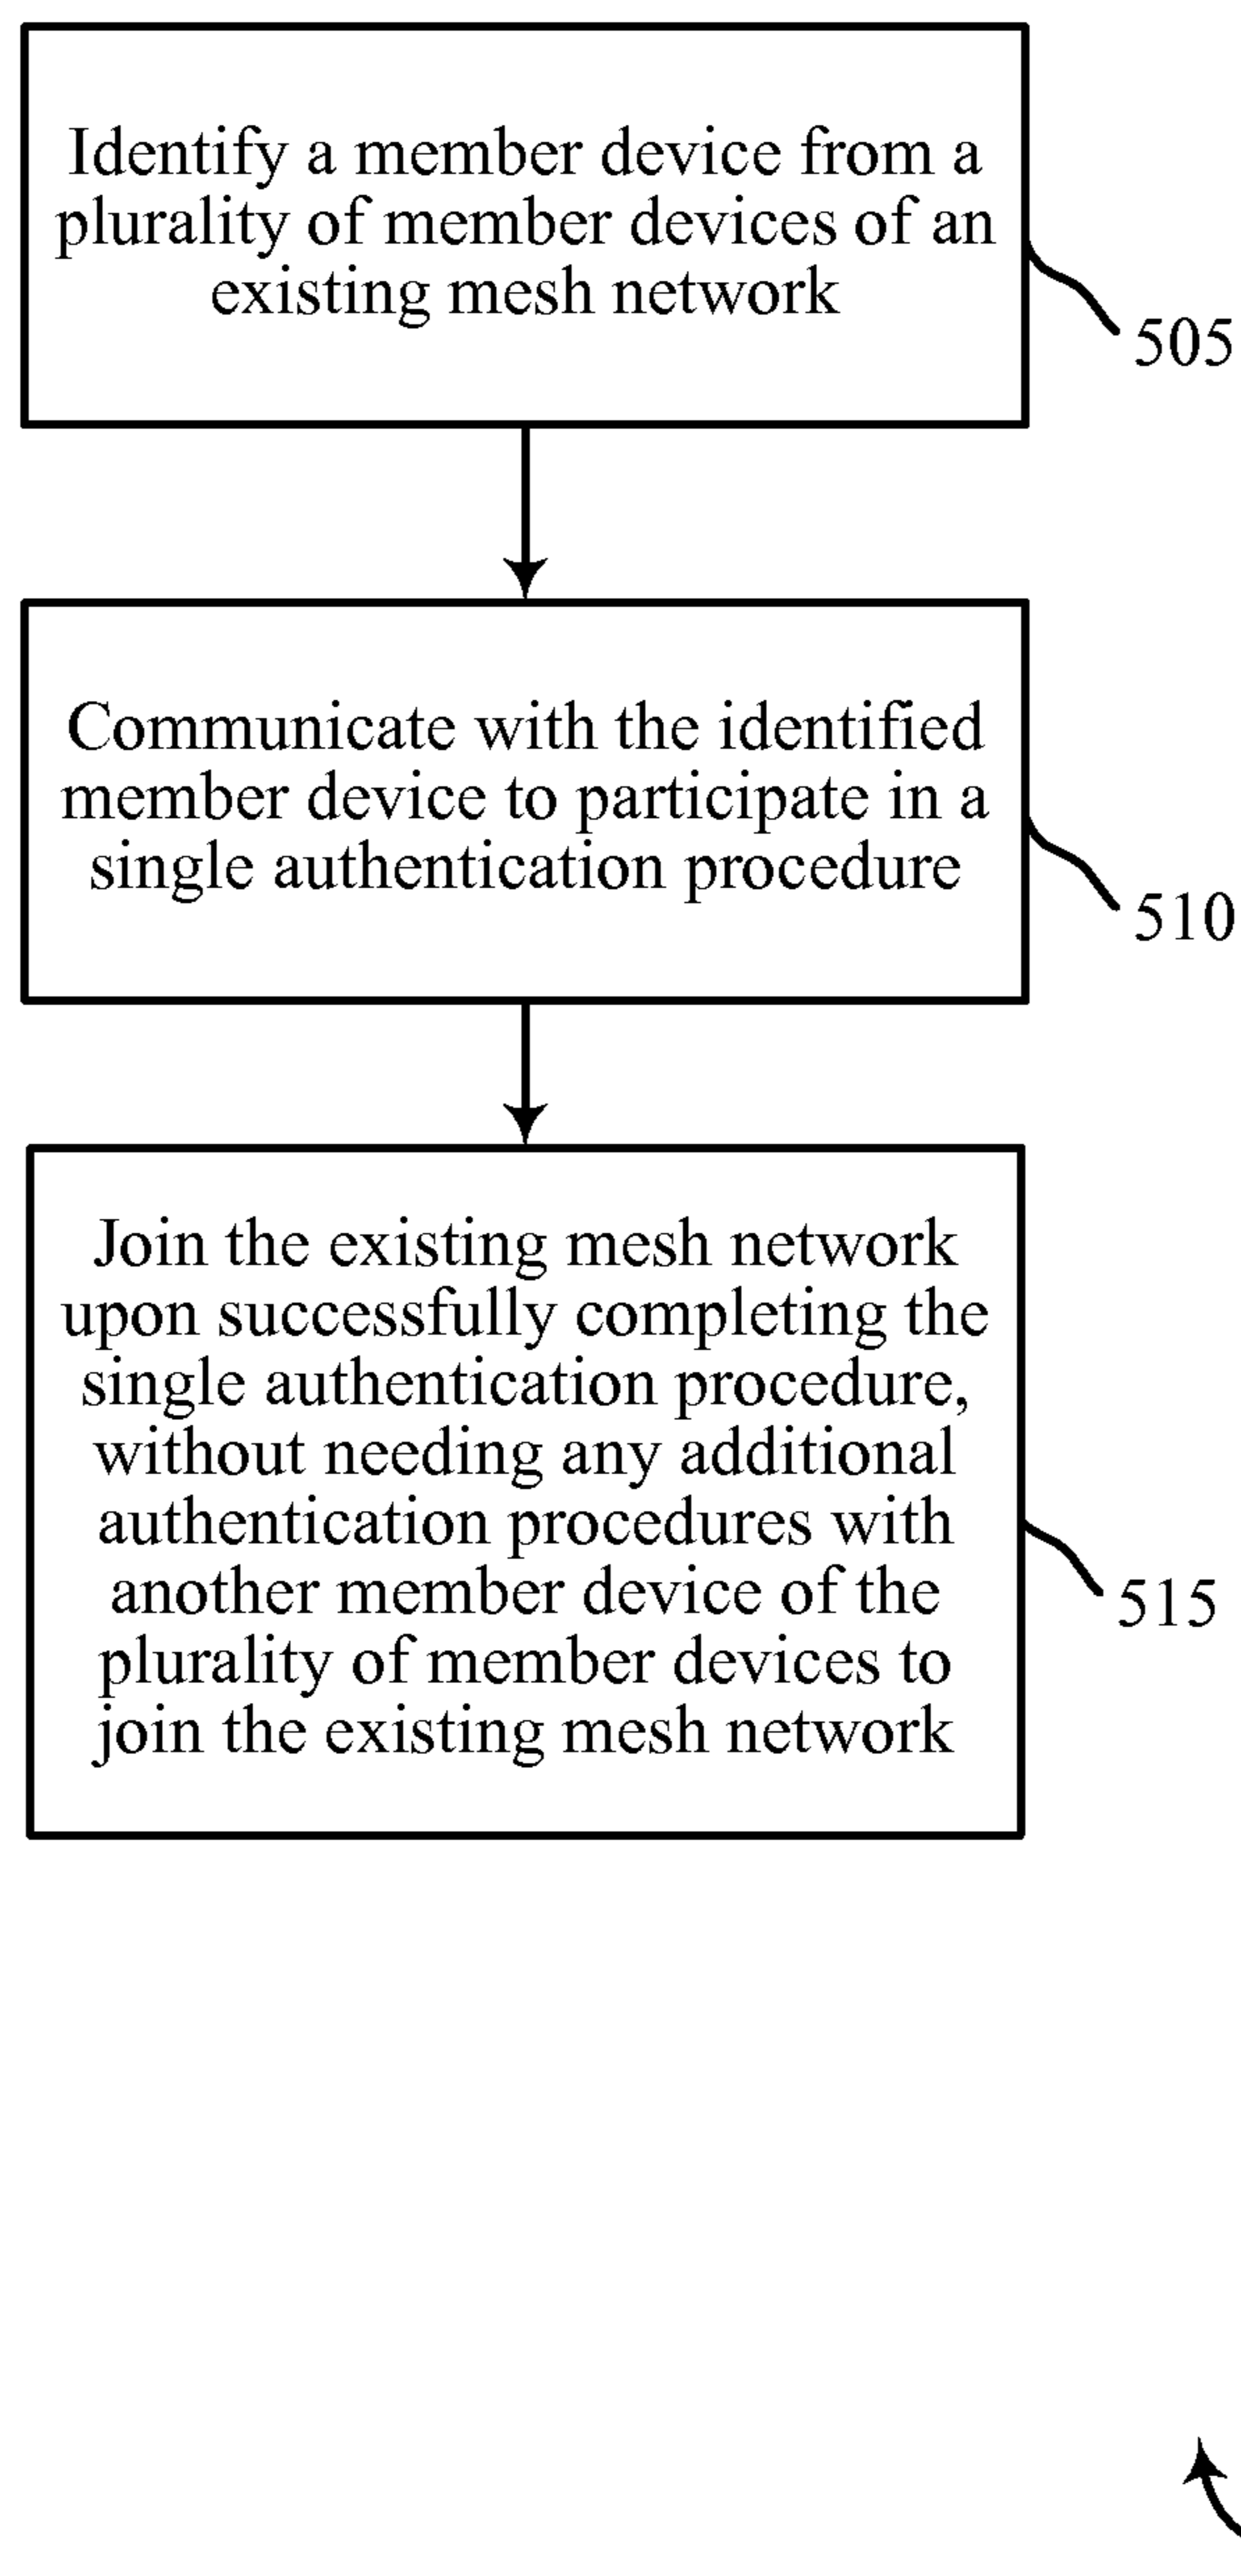 Identify a member device from a
plurality of member devices of an
existing mesh network
505
Communicate with the identified
member device to participate in a
single authentication procedure
510
Join the existing mesh network
upon successfully completing the
single authentication procedure,
without needing any additional
authentication procedures with
another member device of the
plurality of member devices to
join the existing mesh network
515